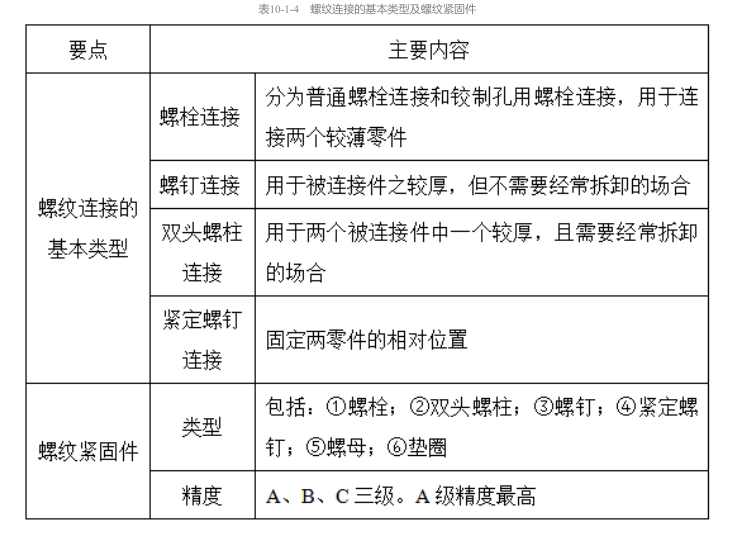 表10-1-4 螺纹连接的基本类型及螺纹紧固件
要点
主要内容
螺纹连接的
基本类型
螺栓连接
分为普通螺栓连接和铰制孔用螺栓连接，用于连
接两个较薄零件
螺钉连接
用于被连接件之较厚，但不需要经常拆卸的场合
双头螺柱
连接
用于两个被连接件中一个较厚，且需要经常拆卸
的场合
紧定螺钉
连接
固定两零件的相对位置
螺纹紧固件
类型
包括：①螺栓；②双头螺柱；③螺钉；④紧定螺
钉；⑤螺母；⑥垫圈
精度
A、B、C 三级。A 级精度最高